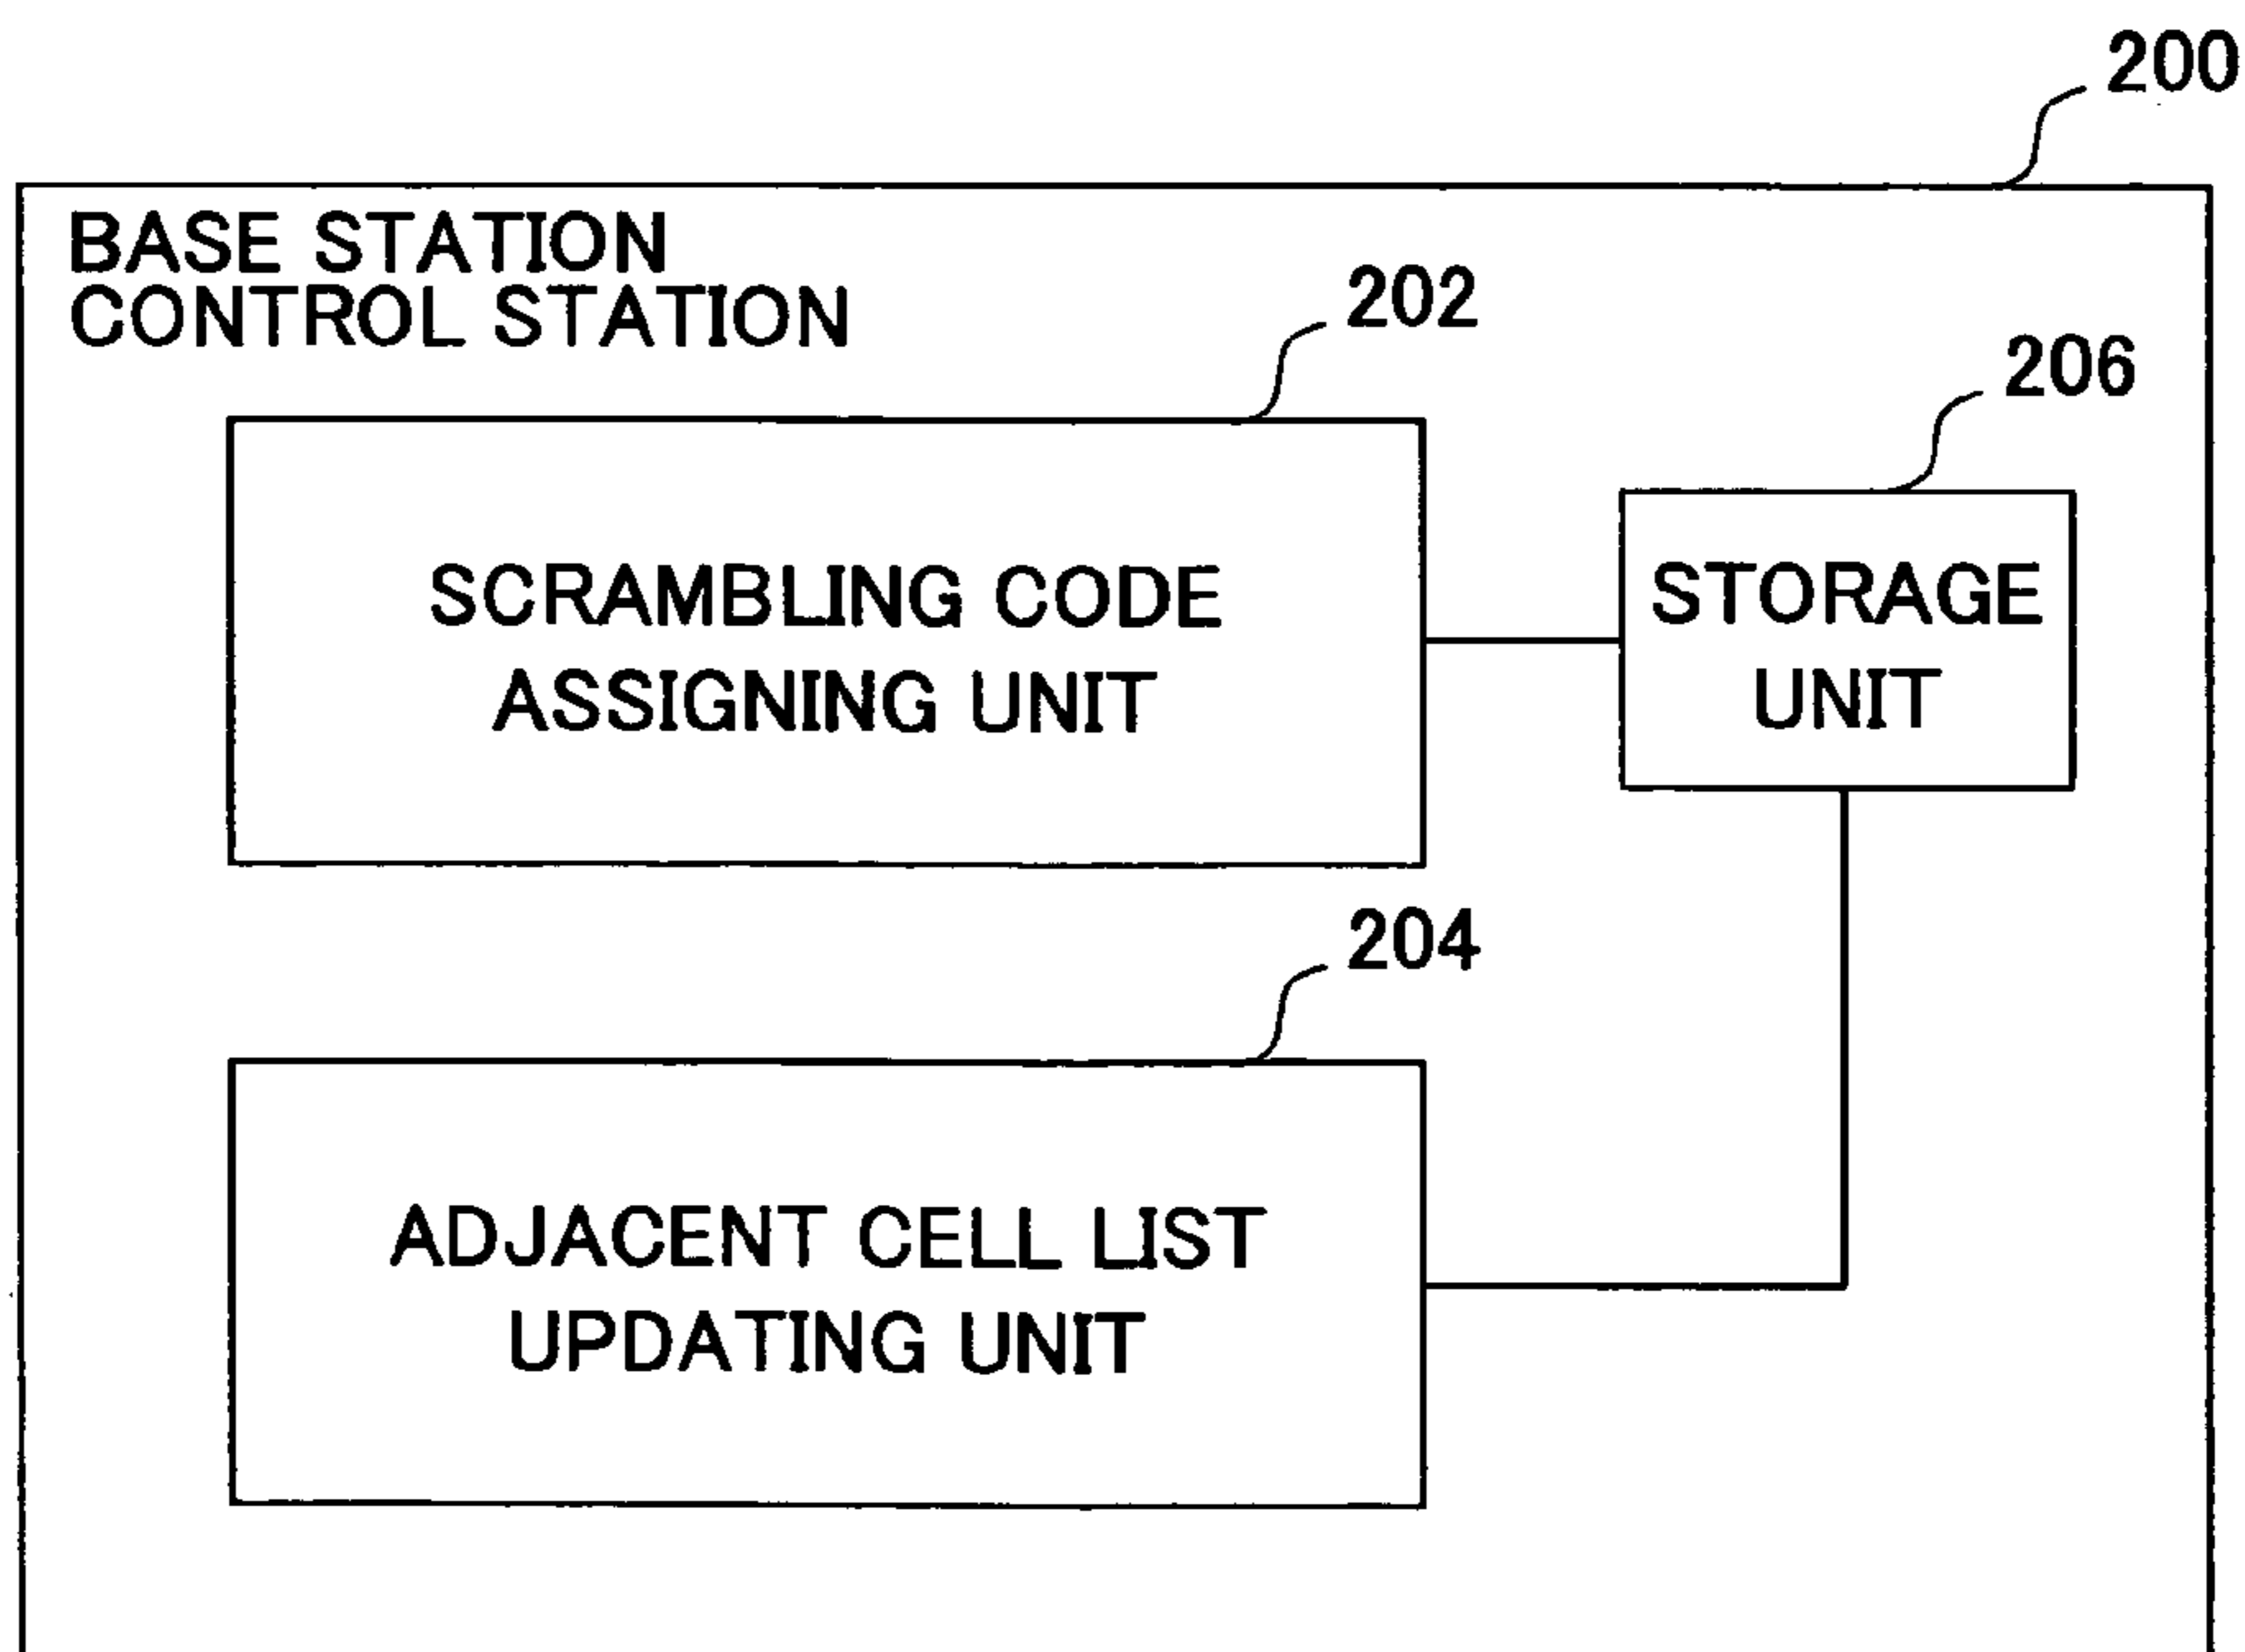 200
BASE STATION
CONTROL STATION
202
206
SCRAMBLING CODE
ASSIGNING UNIT
STORAGE
UNIT
204
ADJACENT CELL LIST
UPDATING UNIT